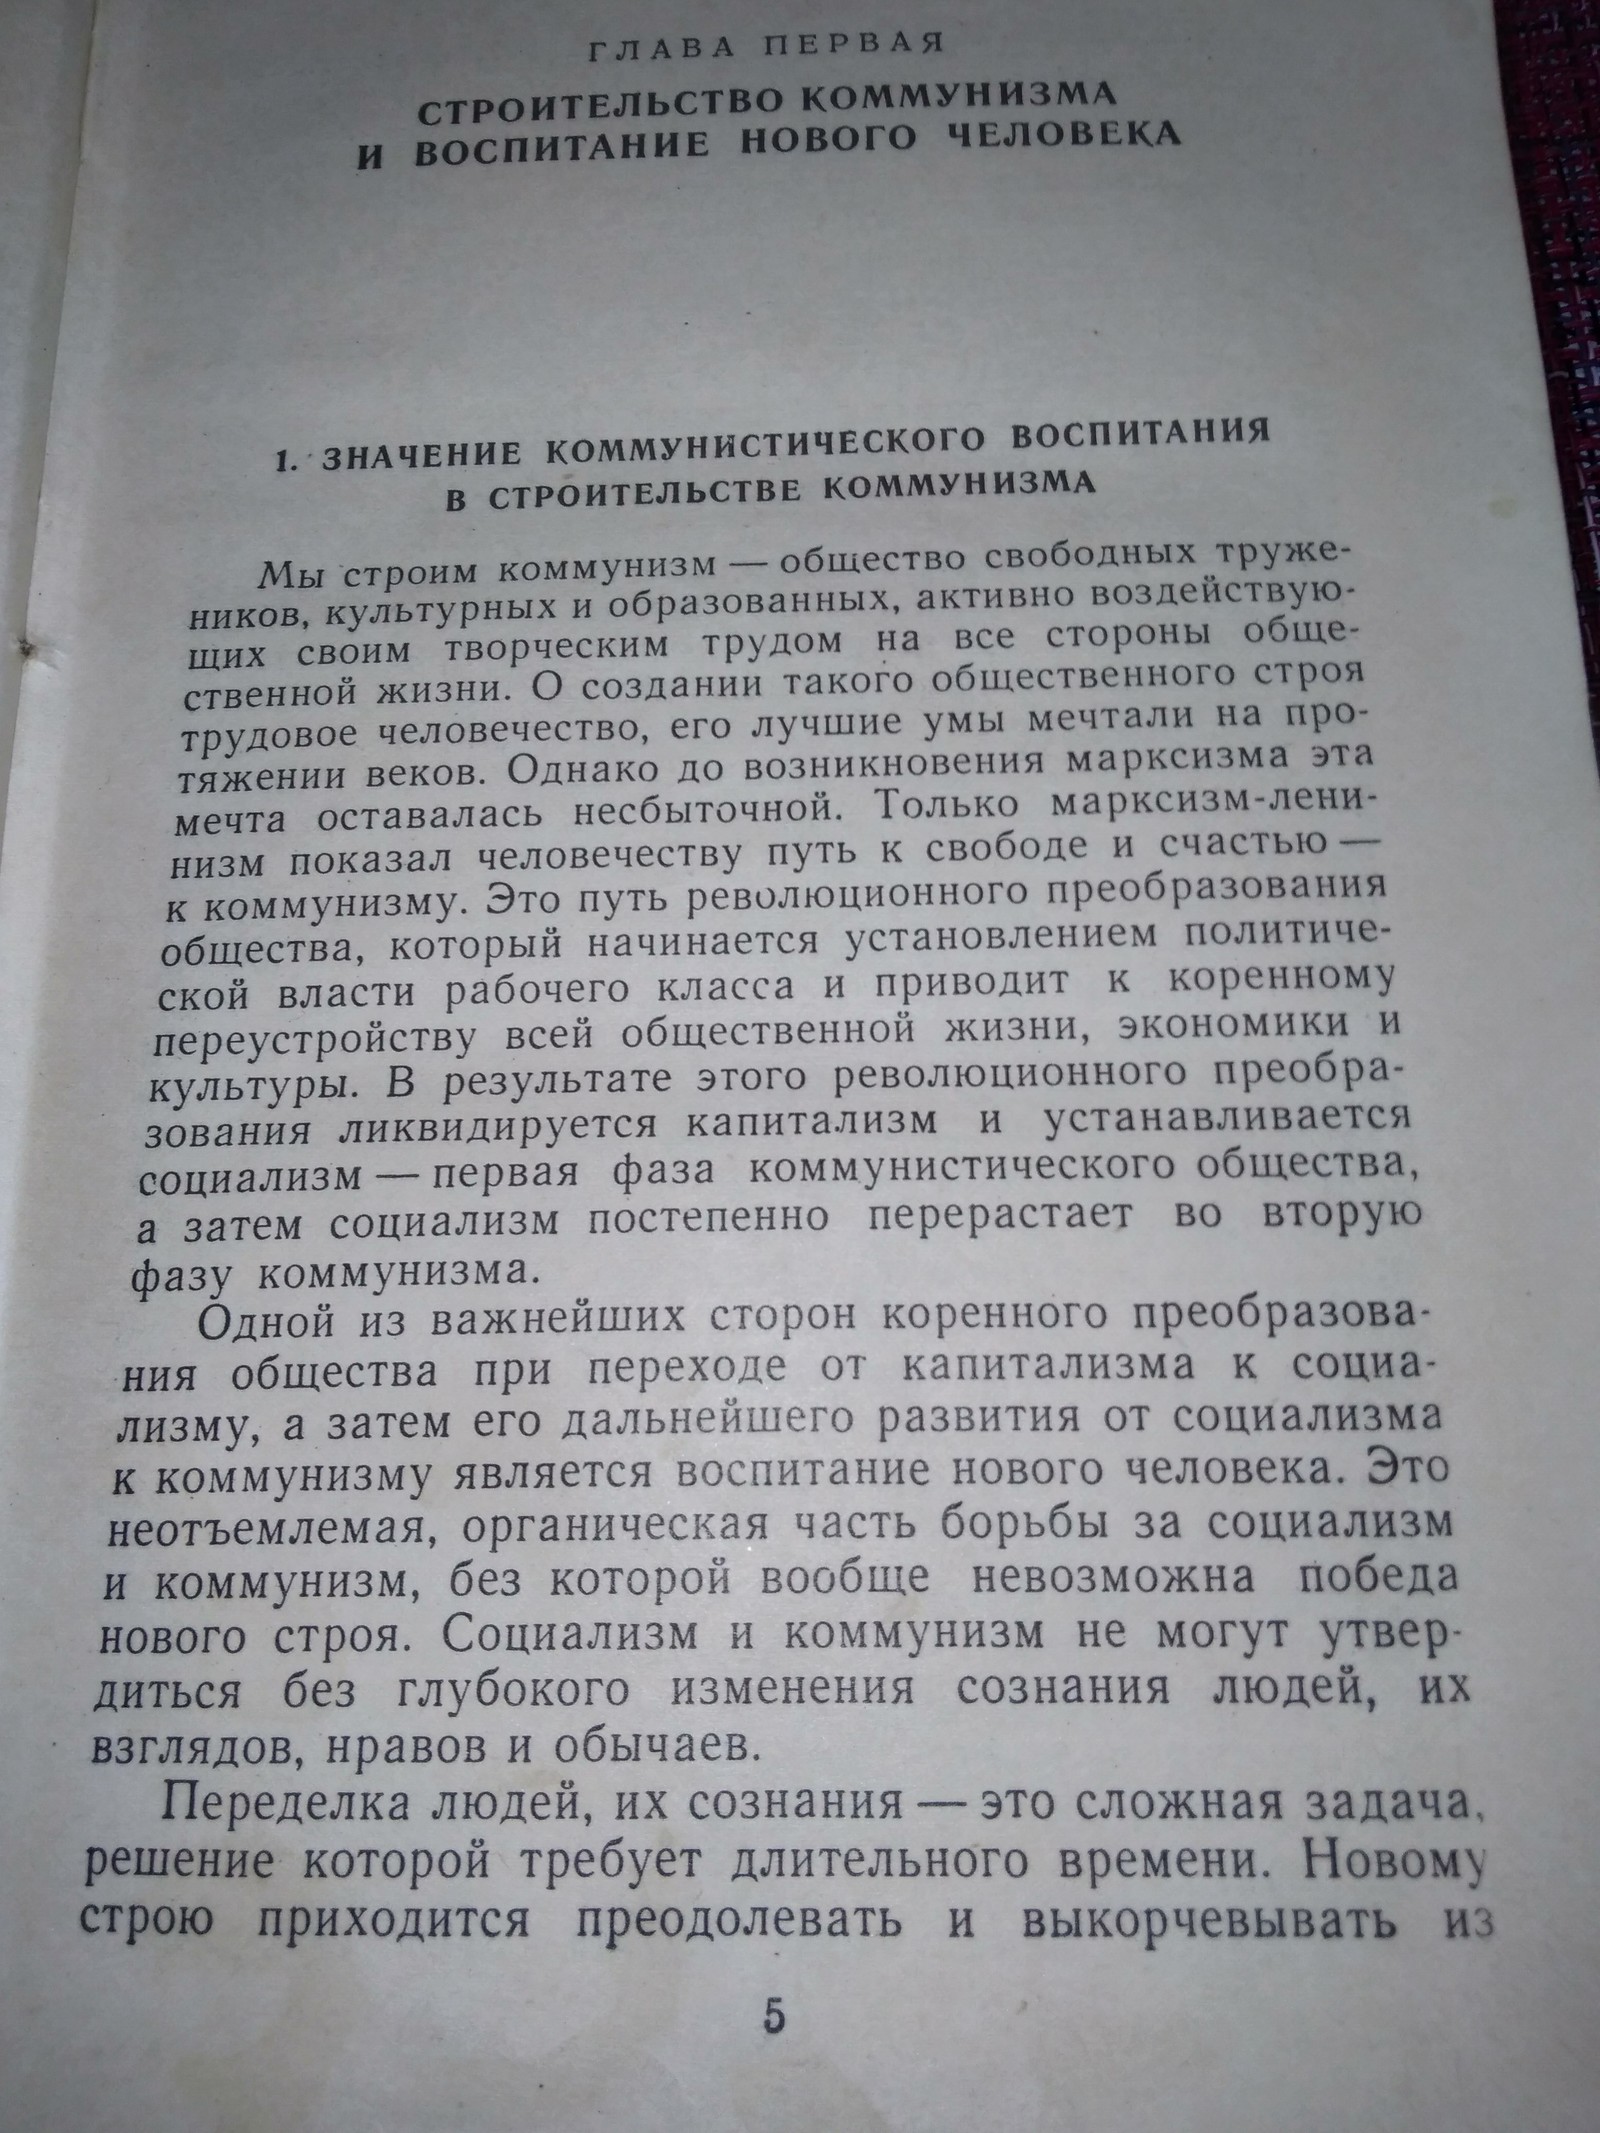 ГЛАВА ПЕРВАЯ
СТРОИТЕЛЬСТВО КОММУНИЗМА
И ВОСПИТАНИЕ НОВОГО ЧЕЛОВЕКА
1. ЗНАЧЕНИЕ КОММУНИСТИЧЕСКОГО ВОСПИТАНИЯ
В СТРОИТЕЛЬСТВЕ КОММУНИЗМА
Мы строим коммунизм — общество свободных труже-
ников, культурных и образованных, активно воздействую-
щих своим творческим трудом на все стороны обще-
ственной жизни. О создании такого общественного строя
трудовое человечество, его лучшие умы мечтали на про-
тяжении веков. Однако до возникновения марксизма эта
мечта оставалась несбыточной. Только марксизм-лени-
низм показал человечеству путь к свободе и счастью —
к коммунизму. Это путь революционного преобразования
общества, который начинается установлением политиче-
ской власти рабочего класса и приводит к коренному
переустройству всей общественной жизни, экономики и
культуры. В результате этого революционного преобра-
зования ликвидируется капитализм и устанавливается
социализм — первая фаза коммунистического общества,
а затем социализм постепенно перерастает во вторую
фазу коммунизма.
Одной из важнейших сторон коренного преобразова-
ния общества при переходе от капитализма к социа-
лизму, а затем его дальнейшего развития от социализма
к коммунизму является воспитание нового человека. Это
неотъемлемая, органическая часть борьбы за социализм
и коммунизм, без которой вообще невозможна победа
нового строя. Социализм и коммунизм не могут утвер-
диться без глубокого изменения сознания людей, их
взглядов, нравов и обычаев.
Переделка людей, их сознания — это сложная задача,
решение которой требует длительного времени. Новому
строю приходится преодолевать и выкорчевывать из
5